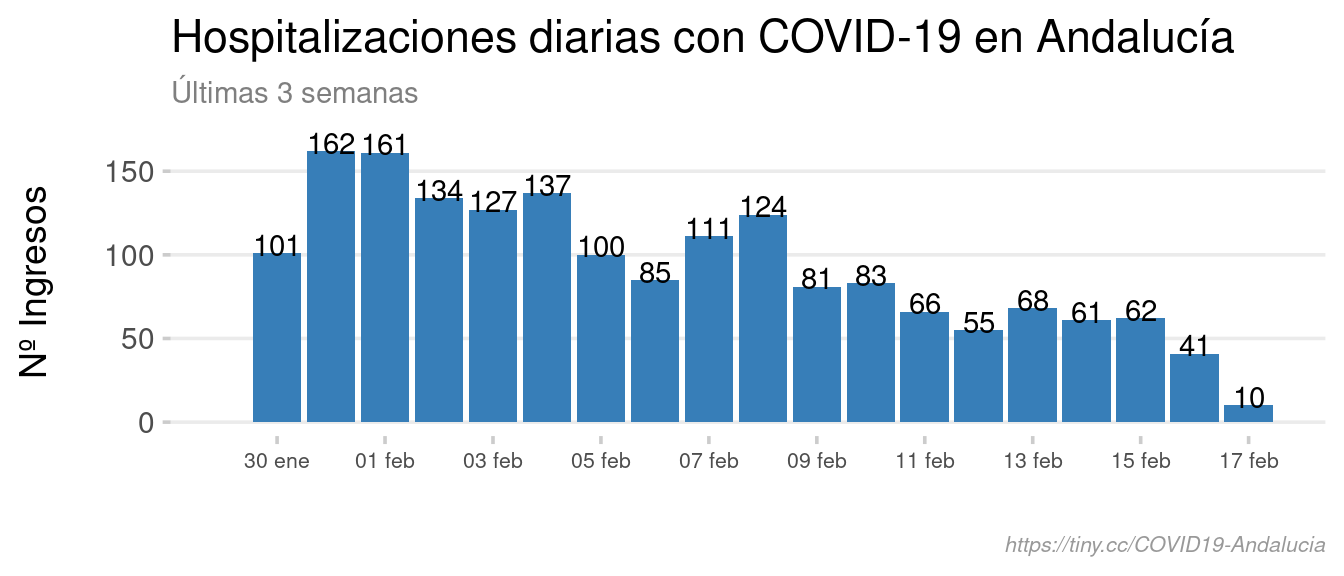 Hospitalizaciones diarias con COVID-19 en Andalucía
Últimas 3 semanas
Nº Ingresos
150
100
50
0
101 162 161 134 127 137 100 85 111 124 81 83 66 55 68 61 62 41 10
30 ene 01 feb 03 feb 05 feb 07 feb 09 feb 11 feb 13 feb 15 feb 17 feb
https://tiny.cc/COVID19-Andalucia